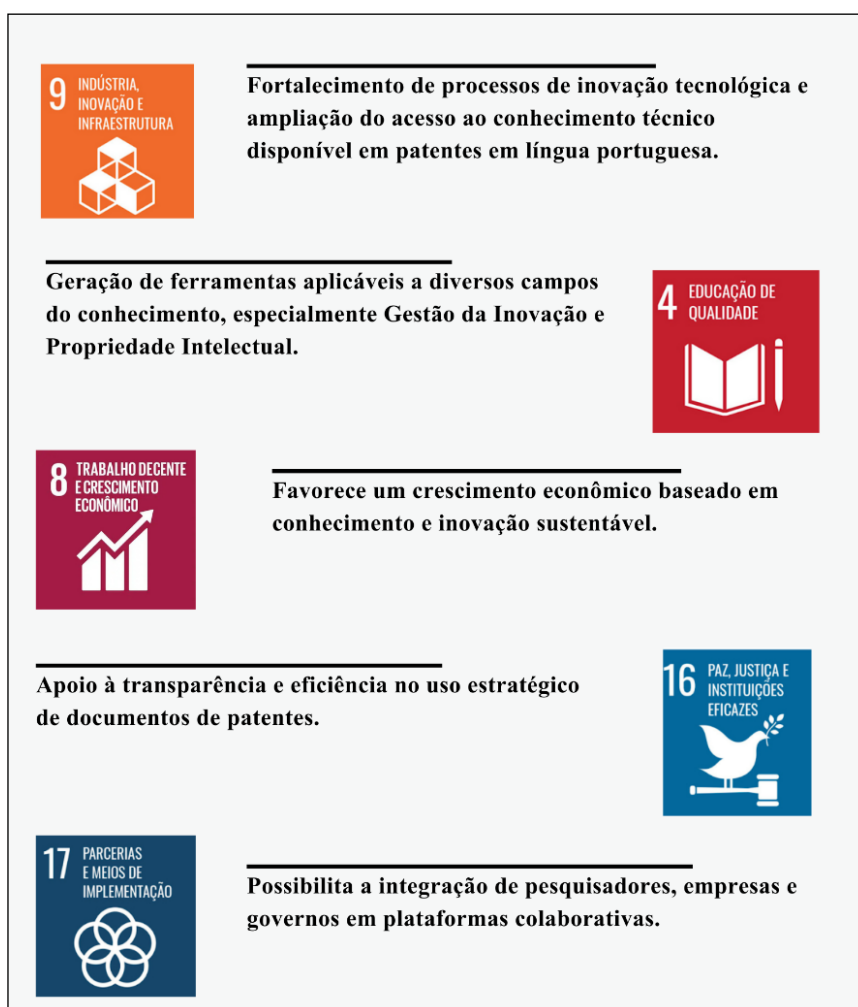 9 INDÚSTRIA,
INOVAÇÃO E
INFRAESTRUTURA
Fortalecimento de processos de inovação tecnológica e
ampliação do acesso ao conhecimento técnico
disponível em patentes em língua portuguesa.
Geração de ferramentas aplicáveis a diversos campos
do conhecimento, especialmente Gestão da Inovação e
Propriedade Intelectual.
4 EDUCAÇÃO DE
QUALIDADE
8 TRABALHO DECENTE
E CRESCIMENTO
ECONÔMICO
Favorece um crescimento econômico baseado em
conhecimento e inovação sustentável.
Apoio à transparência e eficiência no uso estratégico
de documentos de patentes.
16 PAZ, JUSTIÇA E
INSTITUIÇÕES
EFICAZES
17 PARCERIAS
E MEIOS DE
IMPLEMENTAÇÃO
Possibilita a integração de pesquisadores, empresas e
governos em plataformas colaborativas.